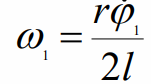 ω₁ = rφ̇₁ / 2l